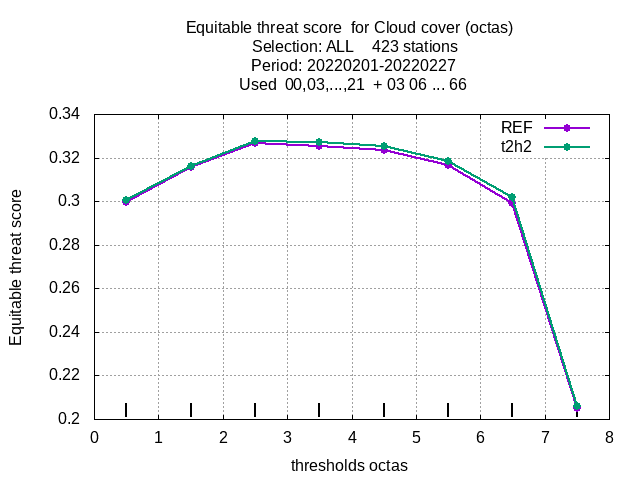 Equitable threat score  for Cloud cover (octas)
Selection: ALL    423 stations
Period: 20220201-20220227
Used  00,03,...,21  + 03 06 ... 66
REF
t2h2
Equitable threat score
0.34
0.32
0.3
0.28
0.26
0.24
0.22
0.2
0 1 2 3 4 5 6 7 8
thresholds octas